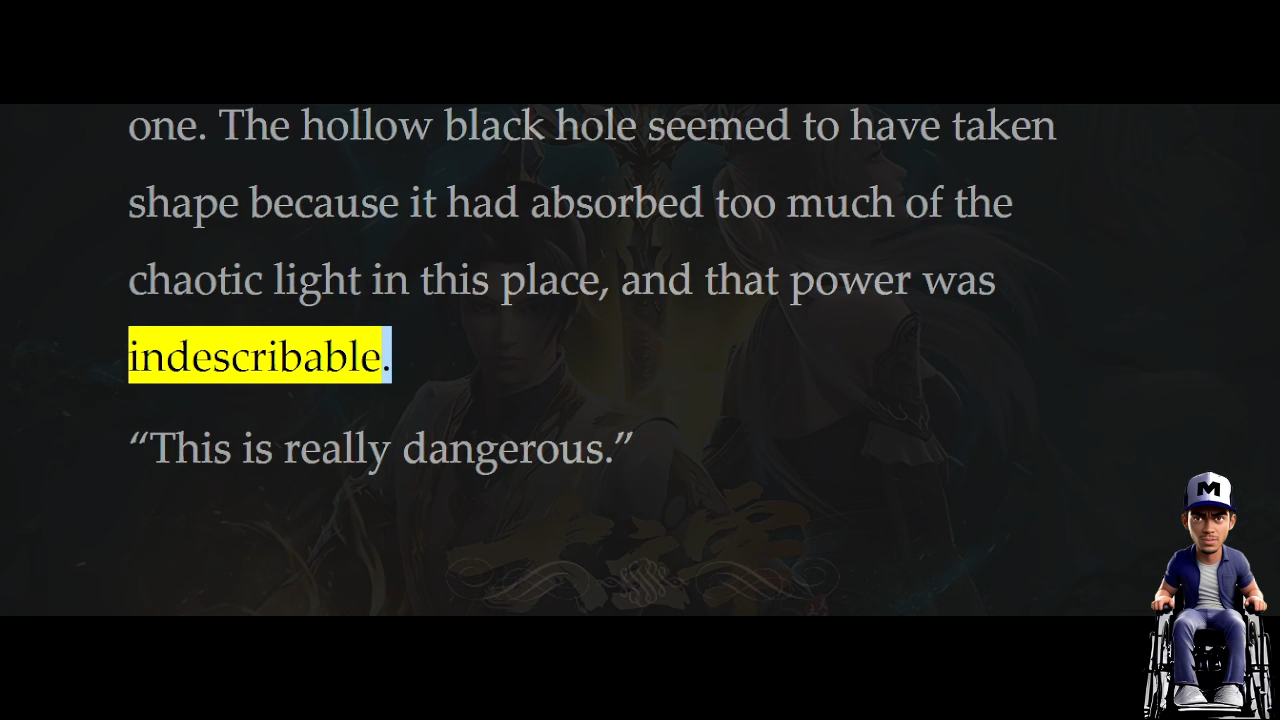 one. The hollow black hole seemed to have taken
shape because it had absorbed too much of the
chaotic light in this place, and that power was
indescribable.
“This is really dangerous.”
M